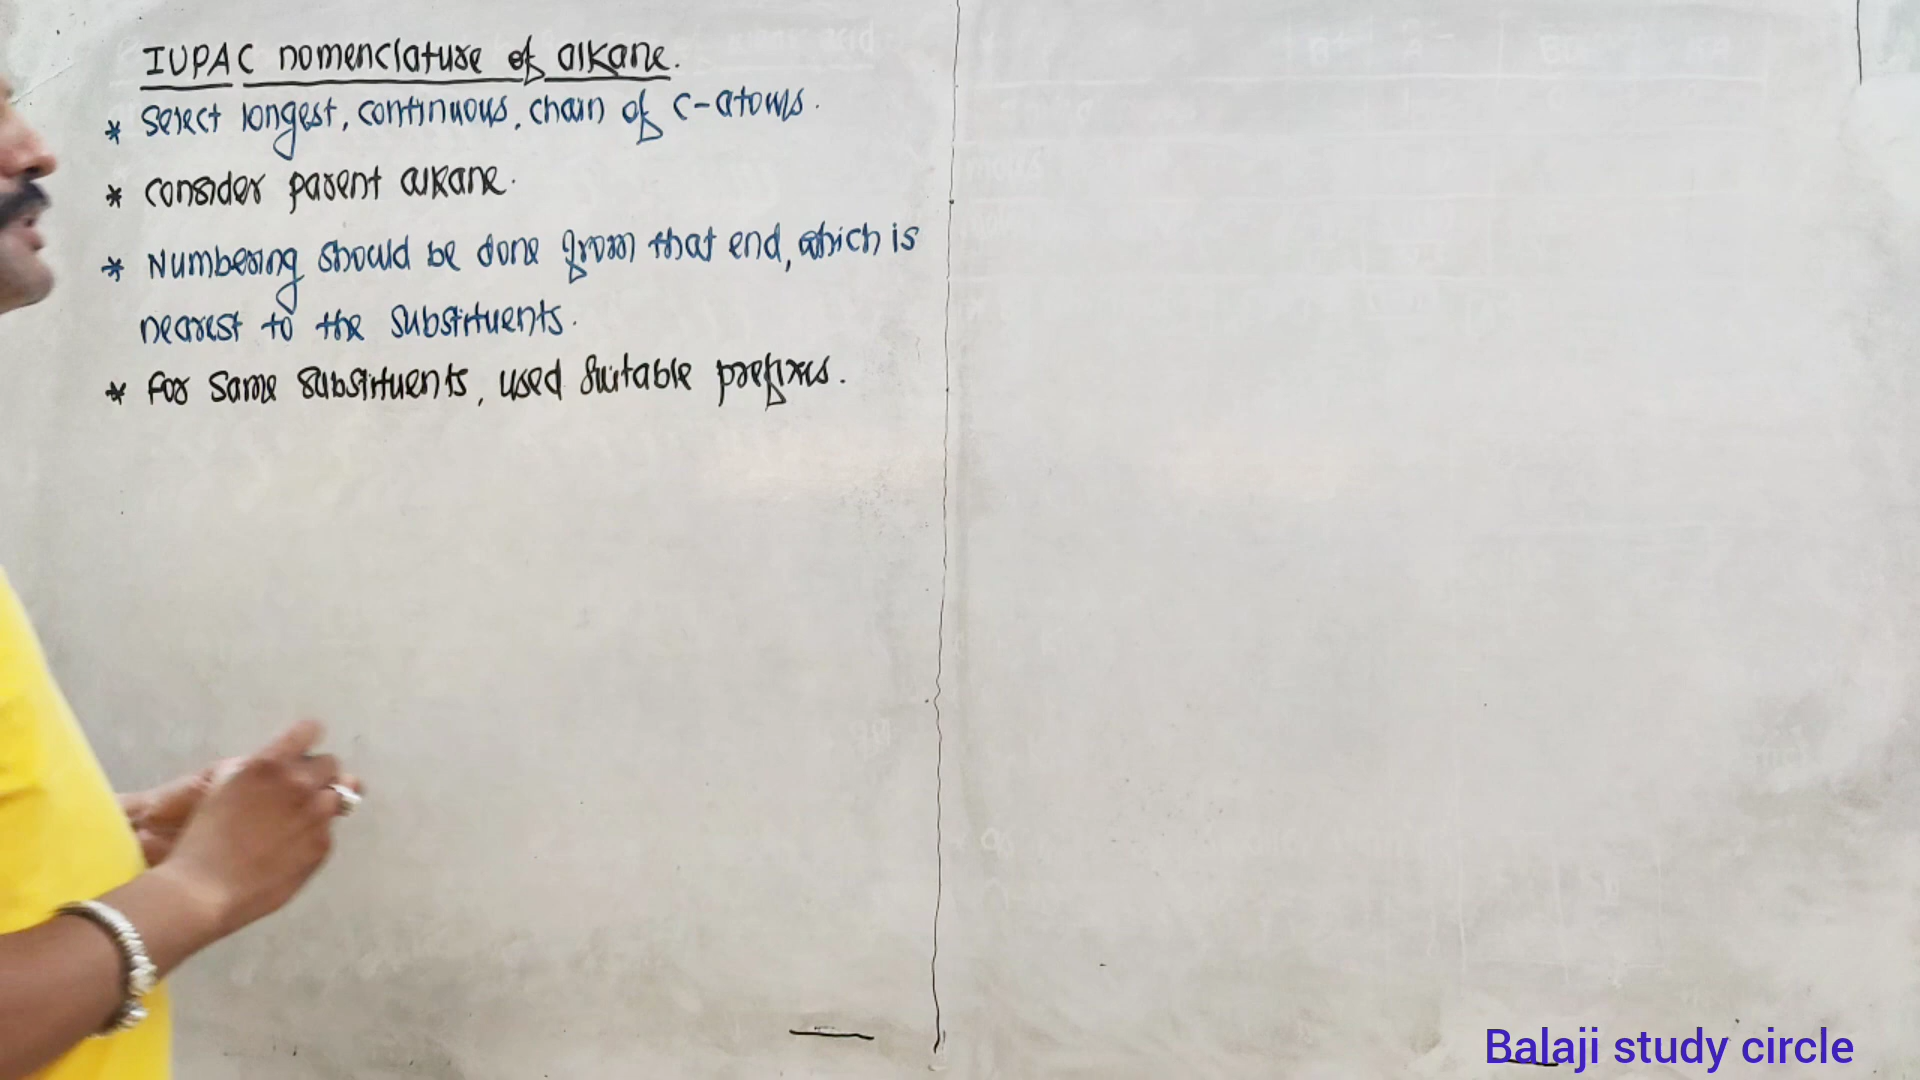 IUPAC nomenclature of alkane.
* Select longest, continuous, chain of C-atoms.
* Consider parent alkane.
* Numbering should be done from that end, which is
nearest to the substituents.
* For same substituents, used suitable prefixes.
Balaji study circle